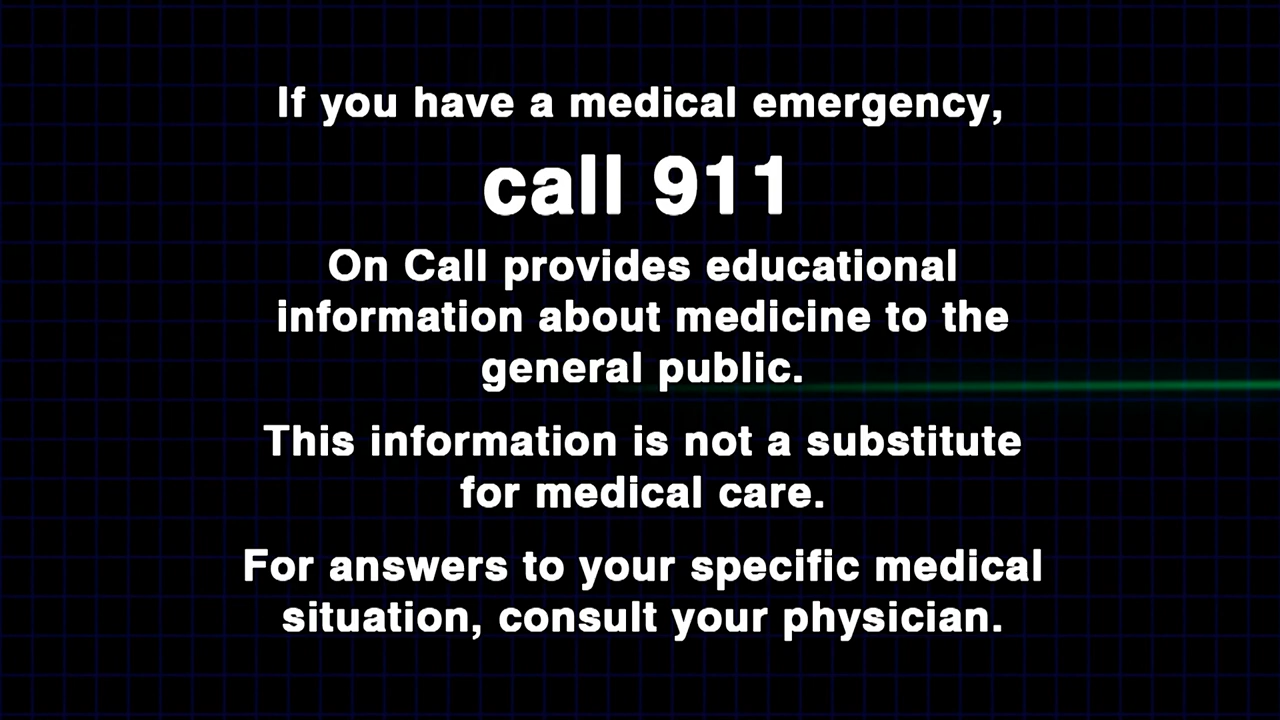 If you have a medical emergency,
call 911
On Call provides educational
information about medicine to the
general public.
This information is not a substitute
for medical care.
For answers to your specific medical
situation, consult your physician.